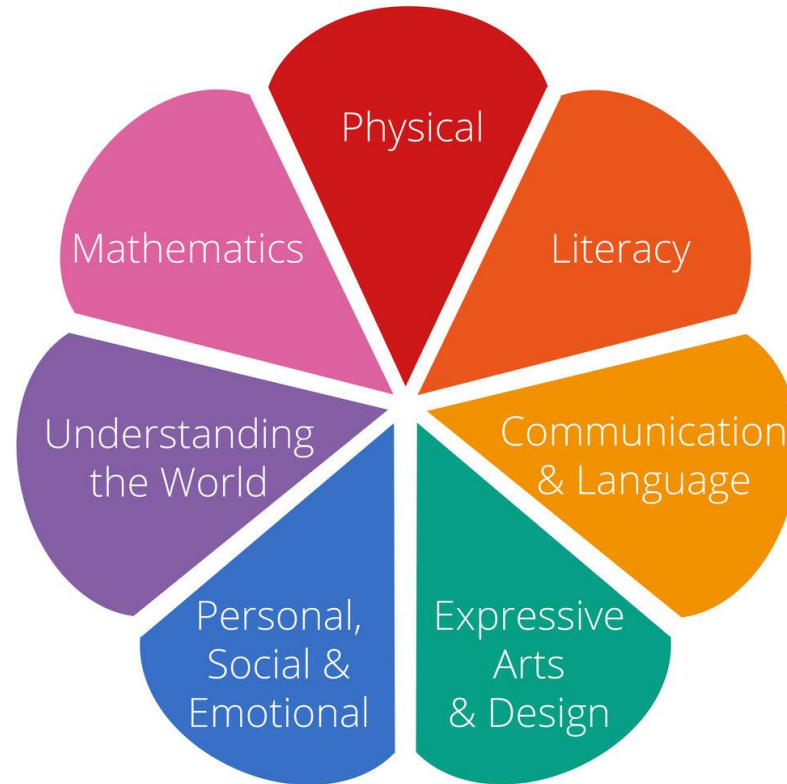 Physical
Literacy
Communication
& Language
Expressive
Arts
& Design
Personal,
Social &
Emotional
Understanding
the World
Mathematics